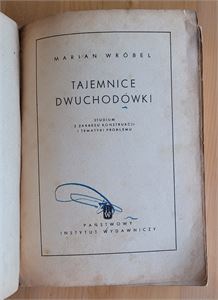 MARIAN WRÓBEL
TAJEMNICE
DWUCHODÓWKI
STUDIUM
Z ZAKRESU KONSTRUKCJI
I TEMATYKI PROBLEMU
PAŃSTWOWY
INSTYTUT WYDAWNICZY